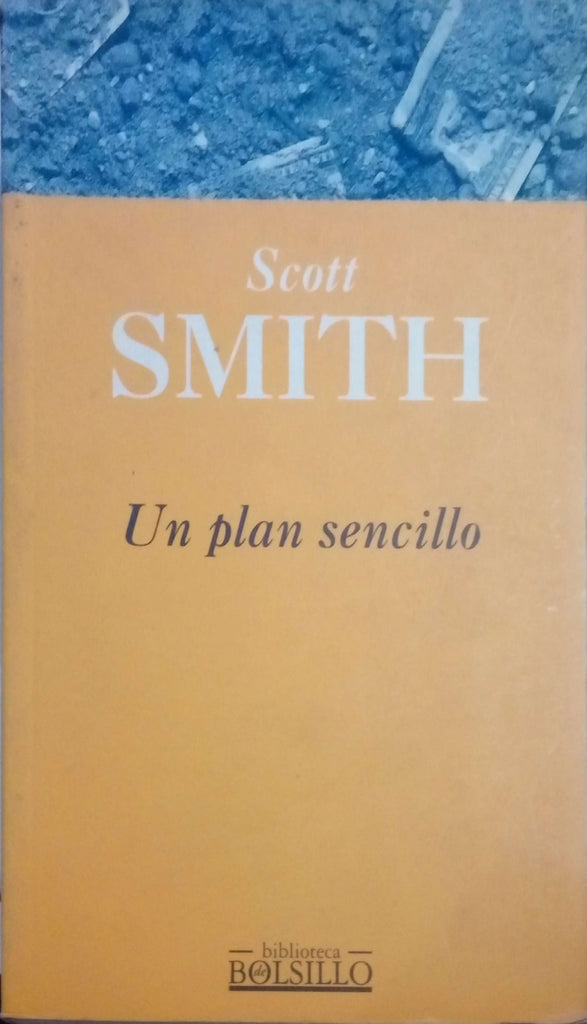 Scott
SMITH
Un plan sencillo
biblioteca
de
BOLSILLO